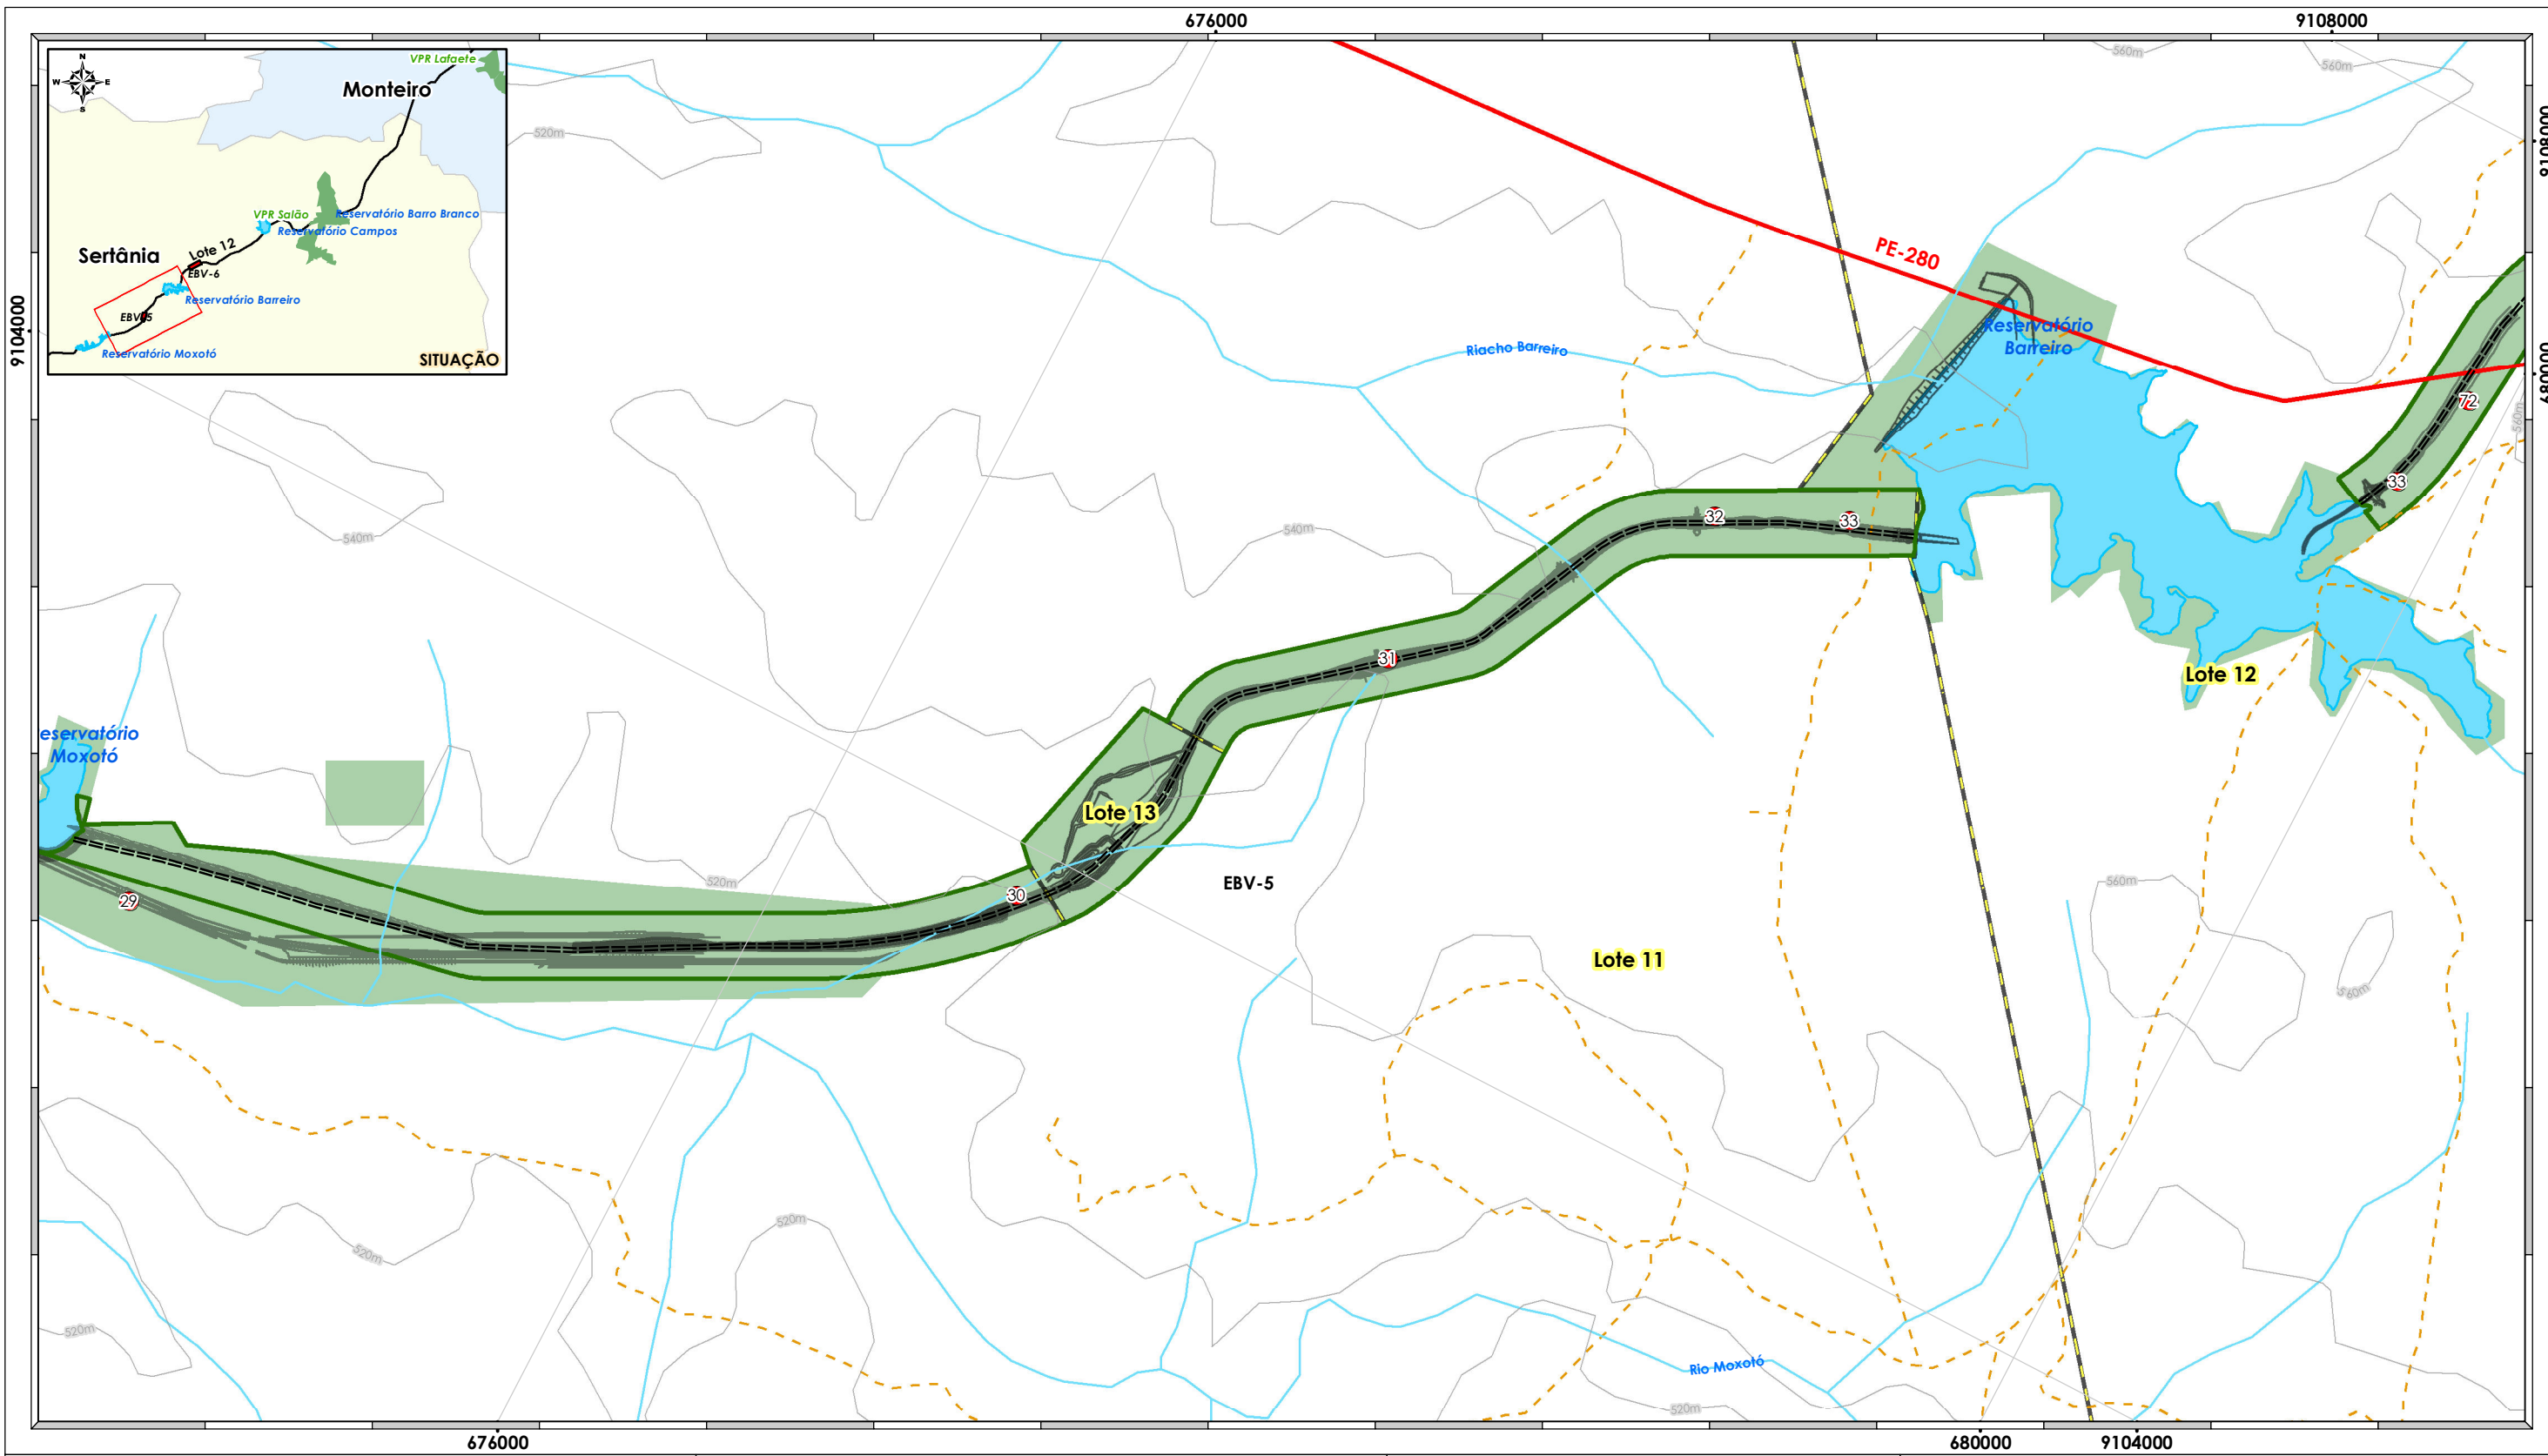 676000
9108000
N
W
E
S
VPR Lafaete
Monteiro
VPR Salão
Reservatório Barro Branco
Reservatório Campos
Sertânia
Lote 12
EBV-6
Reservatório Barreiro
EBV-5
Reservatório Moxotó
SITUAÇÃO
560m
560m
9108000
520m
PE-280
Reservatório
Barreiro
9104000
Riacho Barreiro
680000
72
560m
33
540m
540m
32
33
31
Lote 12
eservatório
Moxotó
Lote 13
520m
EBV-5
560m
30
29
Lote 11
560m
520m
520m
520m
Rio Moxotó
520m
676000
680000
9104000